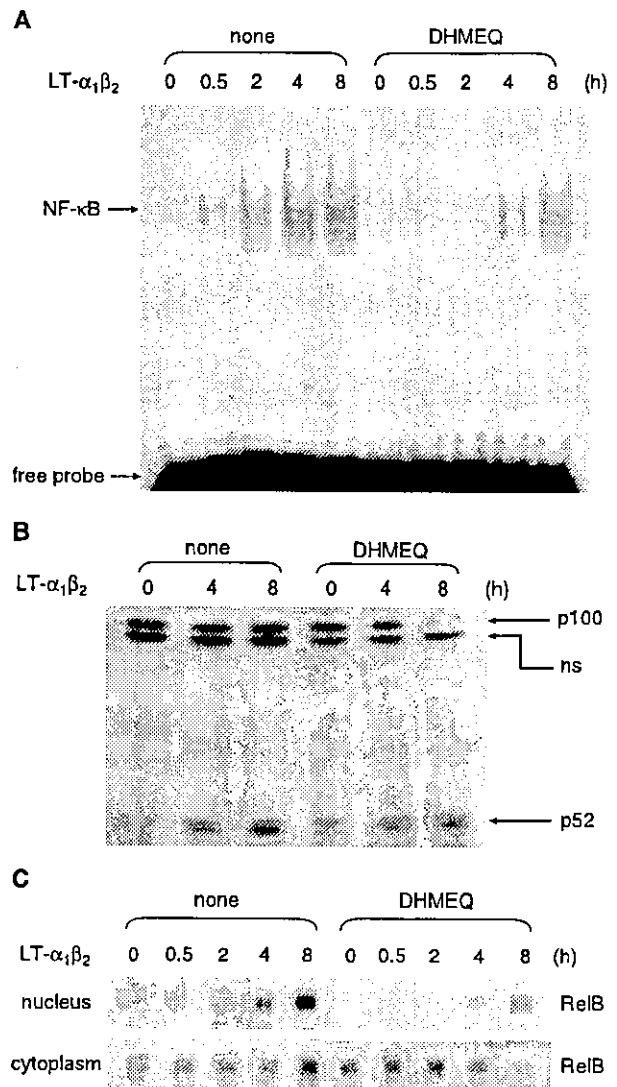 A
none DHMEQ
LT-α₁β₂ 0 0.5 2 4 8 0 0.5 2 4 8 (h)
NF-κB
free probe
B
none DHMEQ
LT-α₁β₂ 0 4 8 0 4 8 (h)
p100
ns
p52
C
none DHMEQ
LT-α₁β₂ 0 0.5 2 4 8 0 0.5 2 4 8 (h)
nucleus RelB
cytoplasm RelB